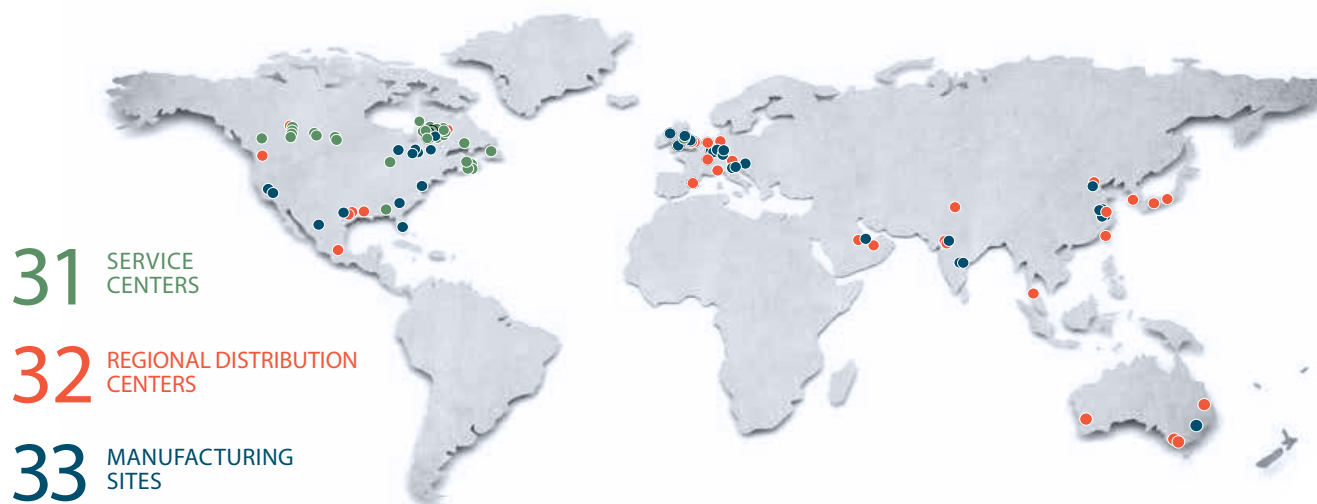 31 SERVICE
CENTERS
32 REGIONAL DISTRIBUTION
CENTERS
33 MANUFACTURING
SITES